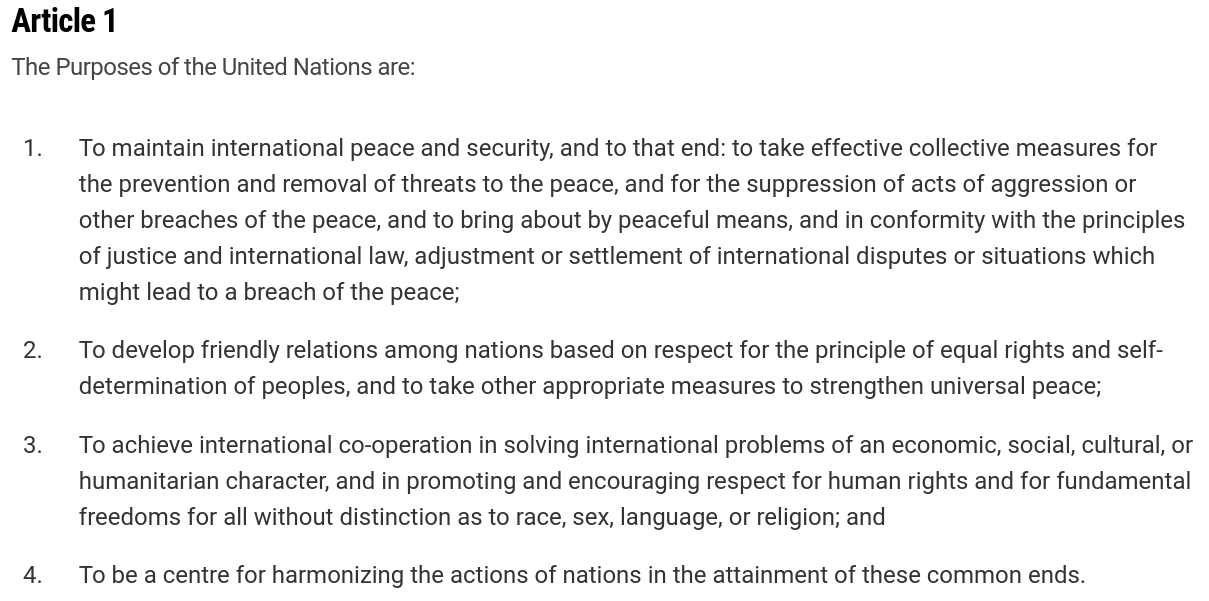 Article 1
The Purposes of the United Nations are:
1. To maintain international peace and security, and to that end: to take effective collective measures for
the prevention and removal of threats to the peace, and for the suppression of acts of aggression or
other breaches of the peace, and to bring about by peaceful means, and in conformity with the principles
of justice and international law, adjustment or settlement of international disputes or situations which
might lead to a breach of the peace;
2. To develop friendly relations among nations based on respect for the principle of equal rights and self-
determination of peoples, and to take other appropriate measures to strengthen universal peace;
3. To achieve international co-operation in solving international problems of an economic, social, cultural, or
humanitarian character, and in promoting and encouraging respect for human rights and for fundamental
freedoms for all without distinction as to race, sex, language, or religion; and
4. To be a centre for harmonizing the actions of nations in the attainment of these common ends.